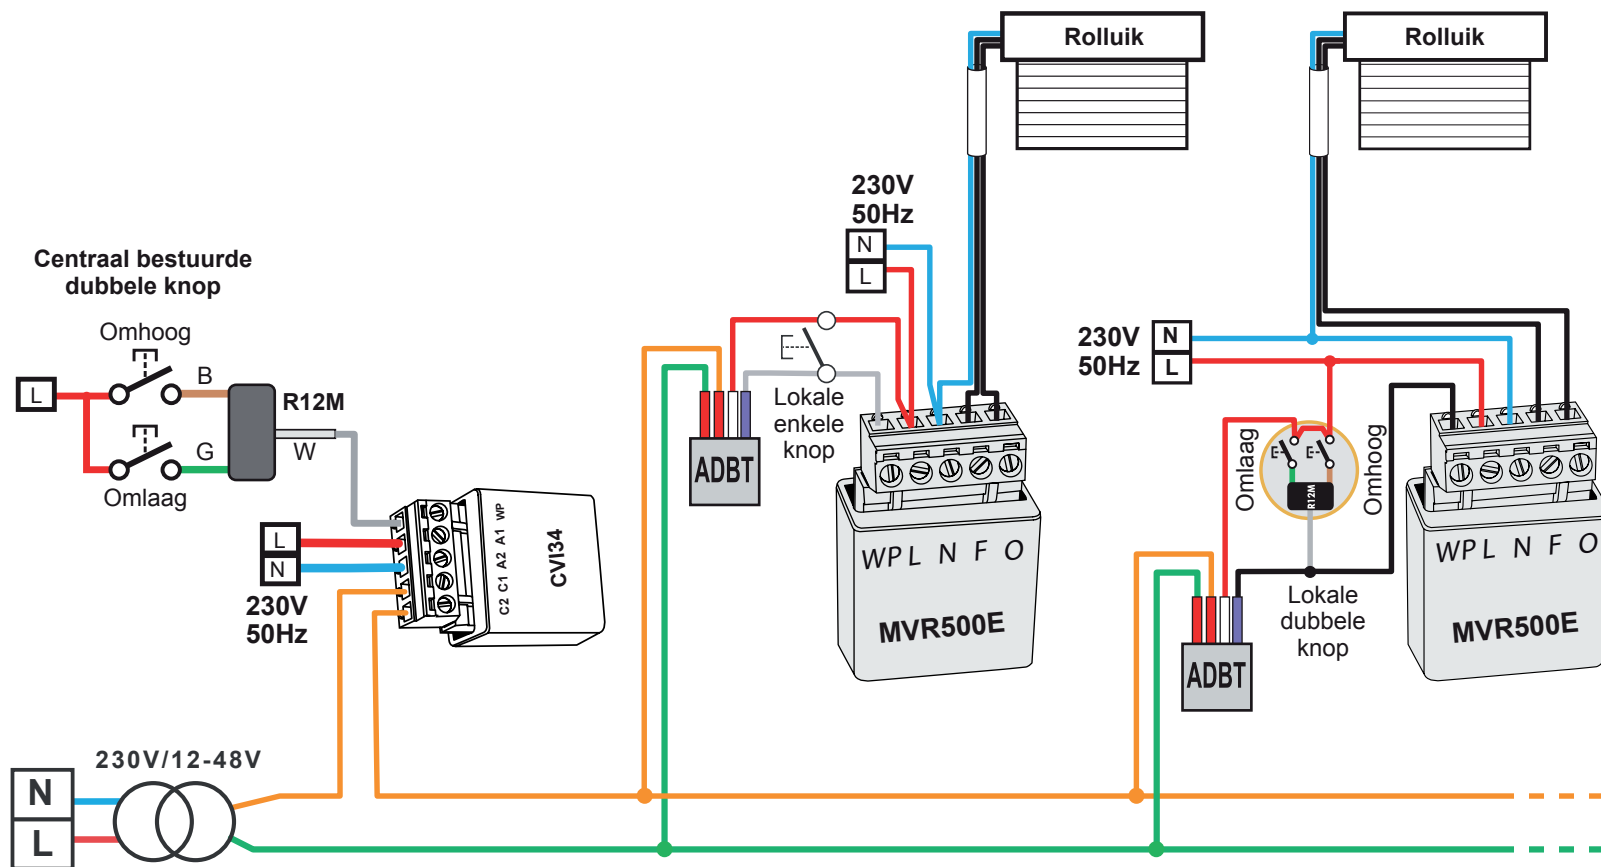 Rolluik
Rolluik
230V
50Hz
N
L
Centraal bestuurde
dubbele knop
Omhoog
L
B
R12M
G
W
Omlaag
Lokale
enkele
knop
ADBT
230V
50Hz
N
L
Omlaag
Omhoog
R12M
L
N
230V
50Hz
WP
A1
A2
C1
C2
CVI34
WP L N F O
MVR500E
WP L N F O
MVR500E
Lokale
dubbele
knop
ADBT
230V/12-48V
N
L